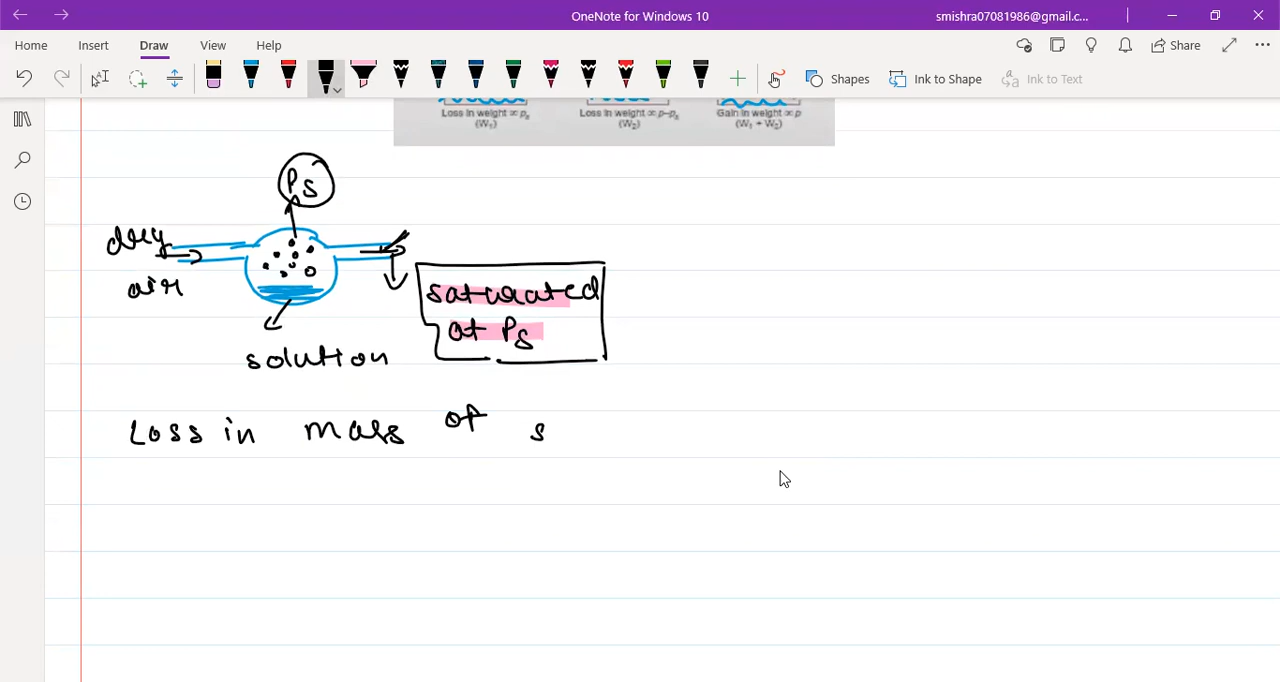 OneNote for Windows 10
smishra07081986@gmail.c...
Home Insert Draw View Help
Share
Shapes
Ink to Shape
Ink to Text
Loss in weight ∝ ps
(W1)
Loss in weight ∝ p-ps
(W2)
Gain in weight ∝ p
(W1 + W2)
Ps
dry
air
saturated
at Ps
solution
Loss in mass of s